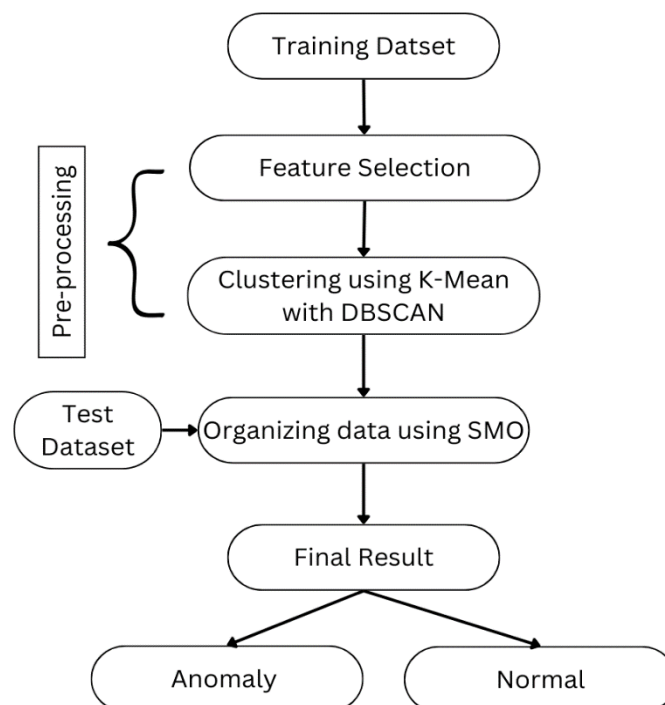 Training Datset
Feature Selection
Pre-processing
Clustering using K-Mean
with DBSCAN
Test
Dataset
Organizing data using SMO
Final Result
Anomaly
Normal